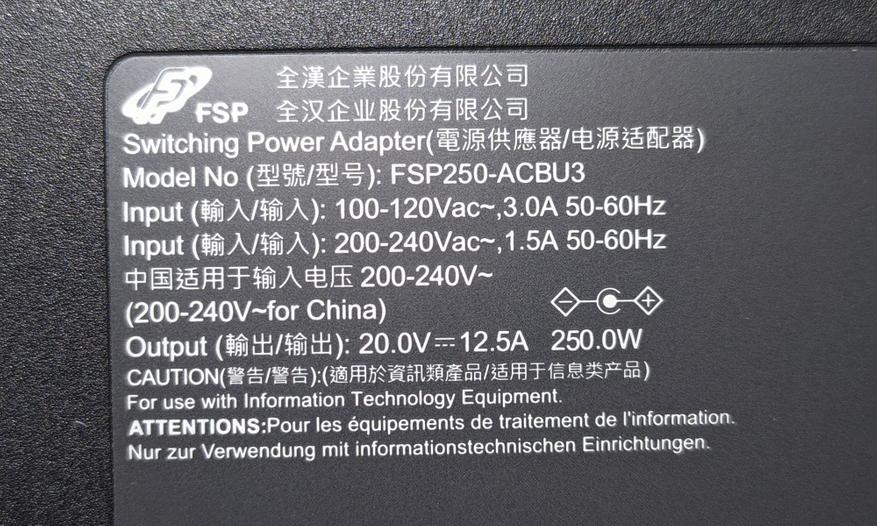 全漢企業股份有限公司
FSP 全汉企业股份有限公司
Switching Power Adapter(電源供應器/电源适配器)
Model No (型號/型号): FSP250-ACBU3
Input (輸入/输入): 100-120Vac~,3.0A 50-60Hz
Input (輸入/输入): 200-240Vac~,1.5A 50-60Hz
中国适用于输入电压 200-240V~
(200-240V~for China)
Output (輸出/输出): 20.0V⎓12.5A 250.0W
CAUTION(警告/警告):(適用於資訊類產品/适用于信息类产品)
For use with Information Technology Equipment.
ATTENTIONS:Pour les équipements de traitement de l'information.
Nur zur Verwendung mit informationstechnischen Einrichtungen.